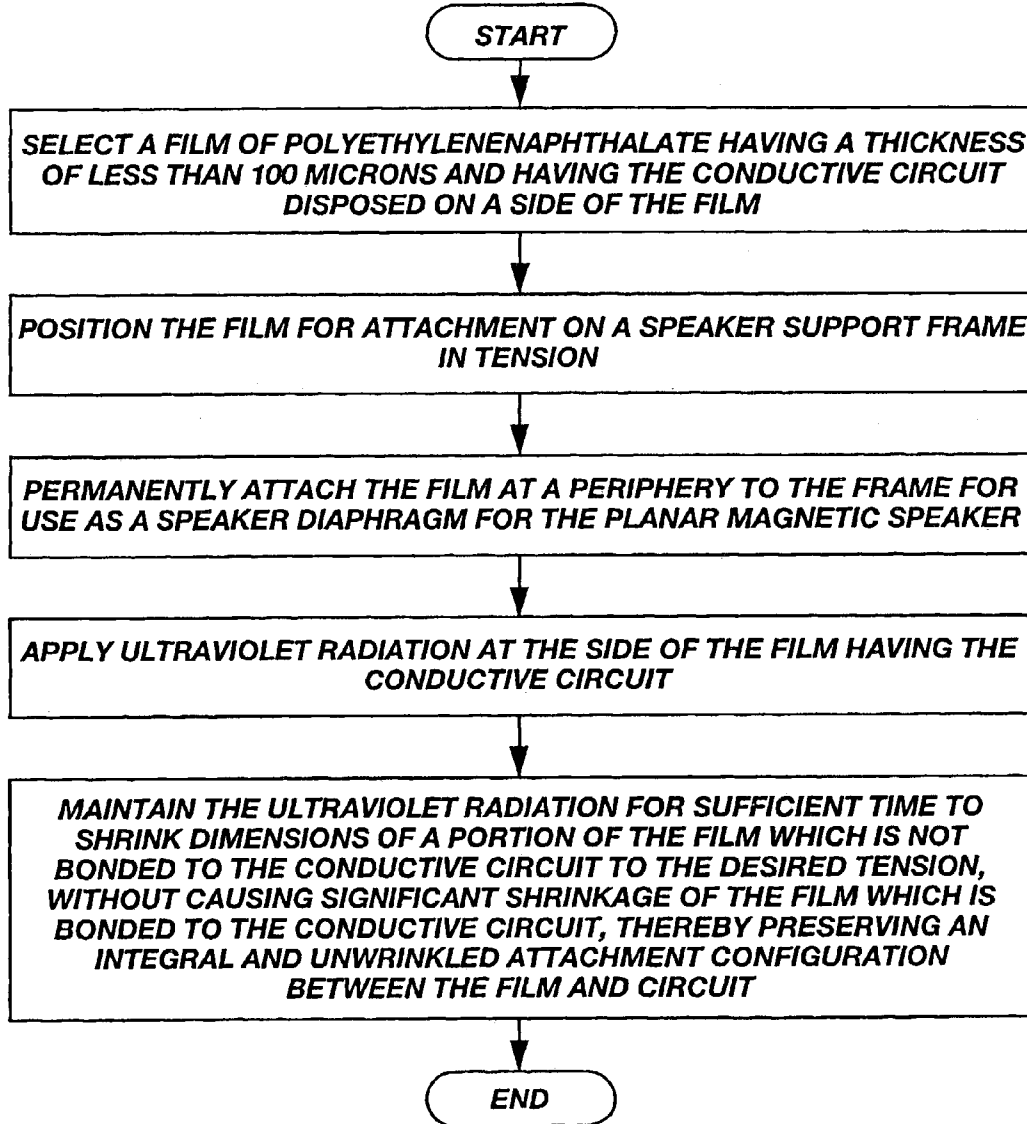 START
SELECT A FILM OF POLYETHYLENENAPHTHALATE HAVING A THICKNESS
OF LESS THAN 100 MICRONS AND HAVING THE CONDUCTIVE CIRCUIT
DISPOSED ON A SIDE OF THE FILM
POSITION THE FILM FOR ATTACHMENT ON A SPEAKER SUPPORT FRAME
IN TENSION
PERMANENTLY ATTACH THE FILM AT A PERIPHERY TO THE FRAME FOR
USE AS A SPEAKER DIAPHRAGM FOR THE PLANAR MAGNETIC SPEAKER
APPLY ULTRAVIOLET RADIATION AT THE SIDE OF THE FILM HAVING THE
CONDUCTIVE CIRCUIT
MAINTAIN THE ULTRAVIOLET RADIATION FOR SUFFICIENT TIME TO
SHRINK DIMENSIONS OF A PORTION OF THE FILM WHICH IS NOT
BONDED TO THE CONDUCTIVE CIRCUIT TO THE DESIRED TENSION,
WITHOUT CAUSING SIGNIFICANT SHRINKAGE OF THE FILM WHICH IS
BONDED TO THE CONDUCTIVE CIRCUIT, THEREBY PRESERVING AN
INTEGRAL AND UNWRINKLED ATTACHMENT CONFIGURATION
BETWEEN THE FILM AND CIRCUIT
END